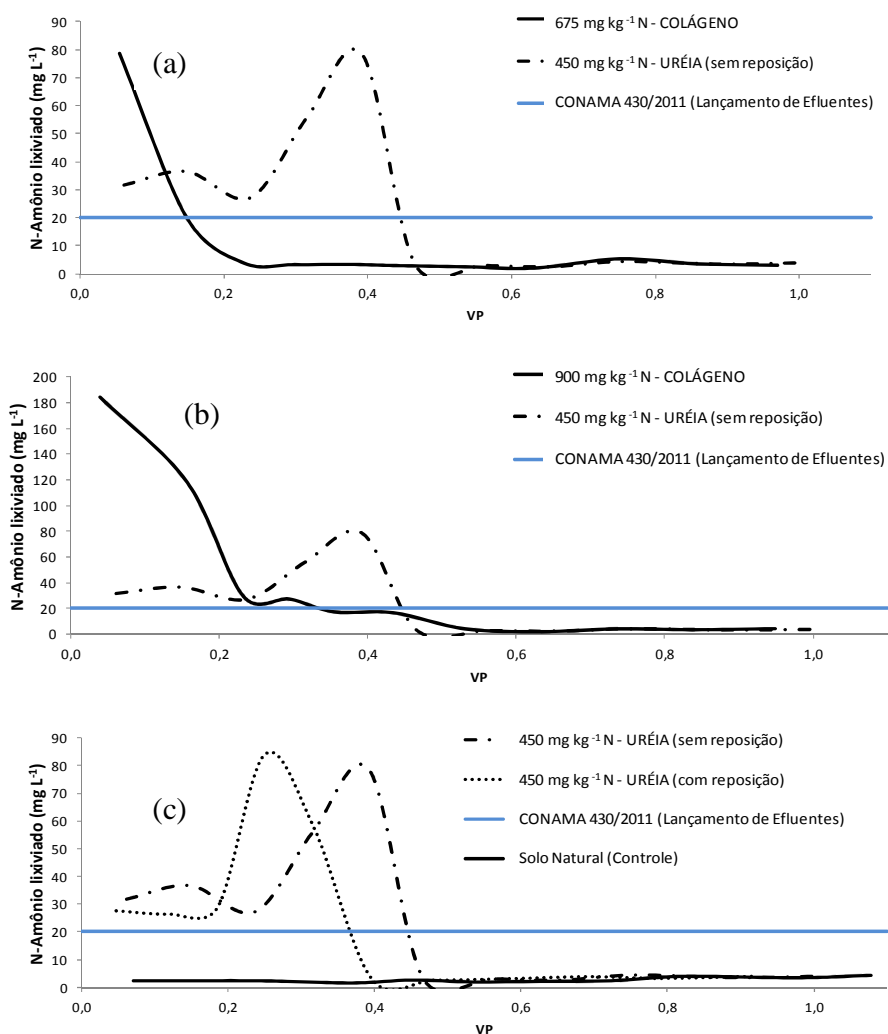 (a)
675 mg kg -1 N - COLÁGENO
450 mg kg -1 N - URÉIA (sem reposição)
CONAMA 430/2011 (Lançamento de Efluentes)
N-Amônio lixiviado (mg L-1)
90
80
70
60
50
40
30
20
10
0
0,0 0,2 0,4 0,6 0,8 1,0
VP
(b)
900 mg kg -1 N - COLÁGENO
450 mg kg -1 N - URÉIA (sem reposição)
CONAMA 430/2011 (Lançamento de Efluentes)
N-Amônio lixiviado (mg L-1)
200
180
160
140
120
100
80
60
40
20
0
0,0 0,2 0,4 0,6 0,8 1,0
VP
(c)
450 mg kg -1 N - URÉIA (sem reposição)
450 mg kg -1 N - URÉIA (com reposição)
CONAMA 430/2011 (Lançamento de Efluentes)
Solo Natural (Controle)
N-Amônio lixiviado (mg L-1)
90
80
70
60
50
40
30
20
10
0
0,0 0,2 0,4 0,6 0,8 1,0
VP